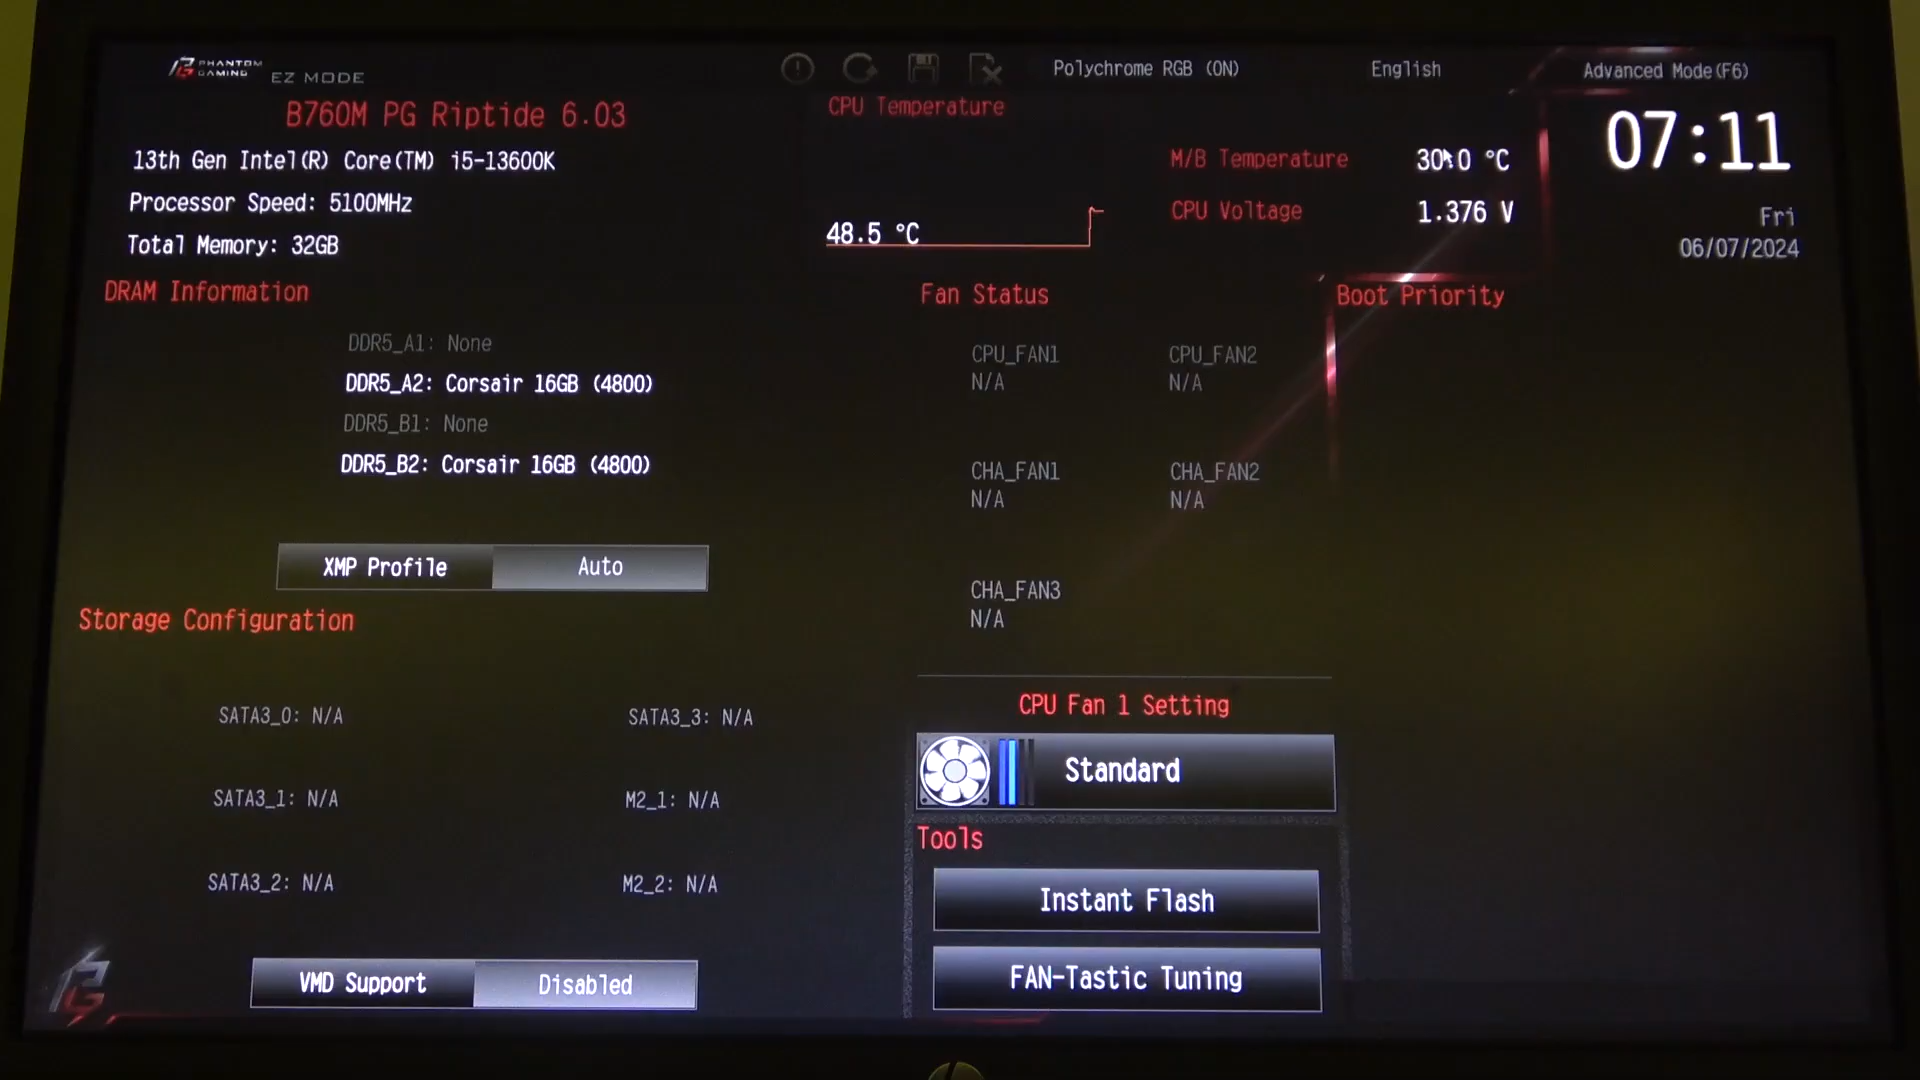 PHANTOM
GAMING
EZ MODE
Polychrome RGB (ON)
English
Advanced Mode(F6)
B760M PG Riptide 6.03
13th Gen Intel(R) Core(TM) i5-13600K
Processor Speed: 5100MHz
Total Memory: 32GB
CPU Temperature
48.5 °C
M/B Temperature
30.0 °C
CPU Voltage
1.376 V
07:11
Fri
06/07/2024
DRAM Information
DDR5_A1: None
DDR5_A2: Corsair 16GB (4800)
DDR5_B1: None
DDR5_B2: Corsair 16GB (4800)
XMP Profile
Auto
Storage Configuration
SATA3_0: N/A
SATA3_3: N/A
SATA3_1: N/A
M2_1: N/A
SATA3_2: N/A
M2_2: N/A
VMD Support
Disabled
Fan Status
CPU_FAN1
N/A
CPU_FAN2
N/A
CHA_FAN1
N/A
CHA_FAN2
N/A
CHA_FAN3
N/A
CPU Fan 1 Setting
Standard
Tools
Instant Flash
FAN-Tastic Tuning
Boot Priority